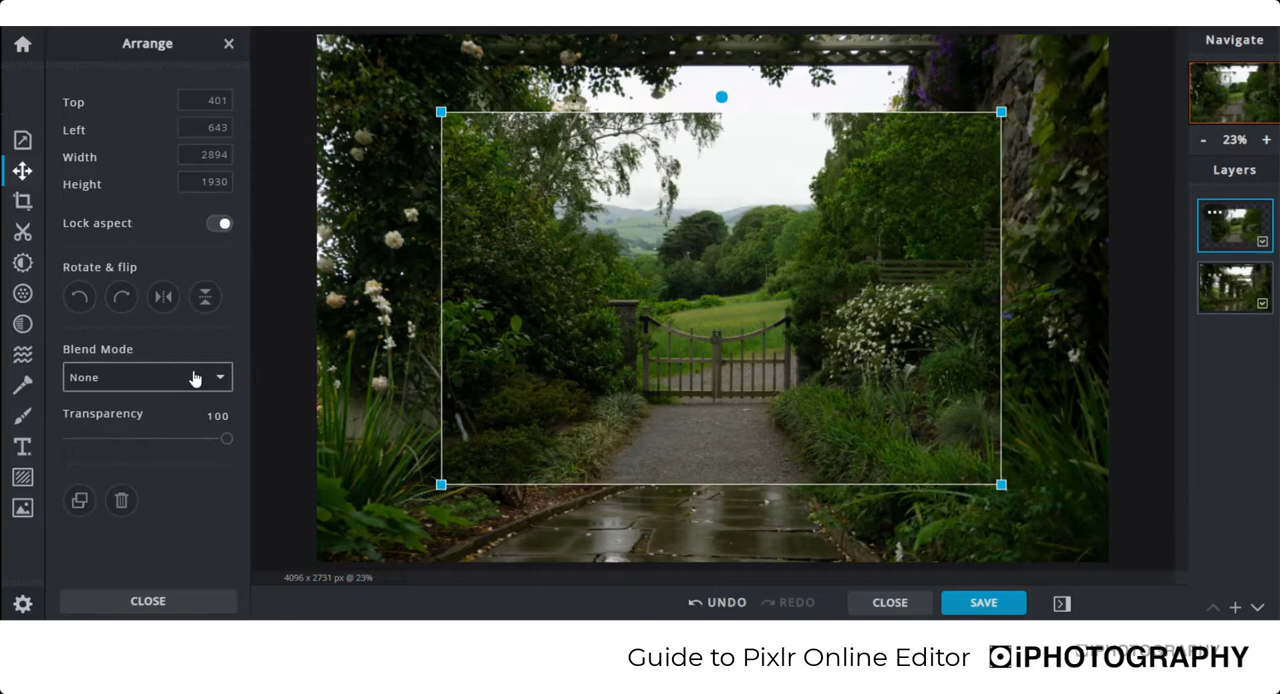 Arrange
Top 401
Left 643
Width 2894
Height 1930
Lock aspect
Rotate & flip
Blend Mode
None
Transparency 100
CLOSE
4096 x 2731 px @ 23%
UNDO REDO CLOSE SAVE
Navigate
- 23% +
Layers
Guide to Pixlr Online Editor iPHOTOGRAPHY